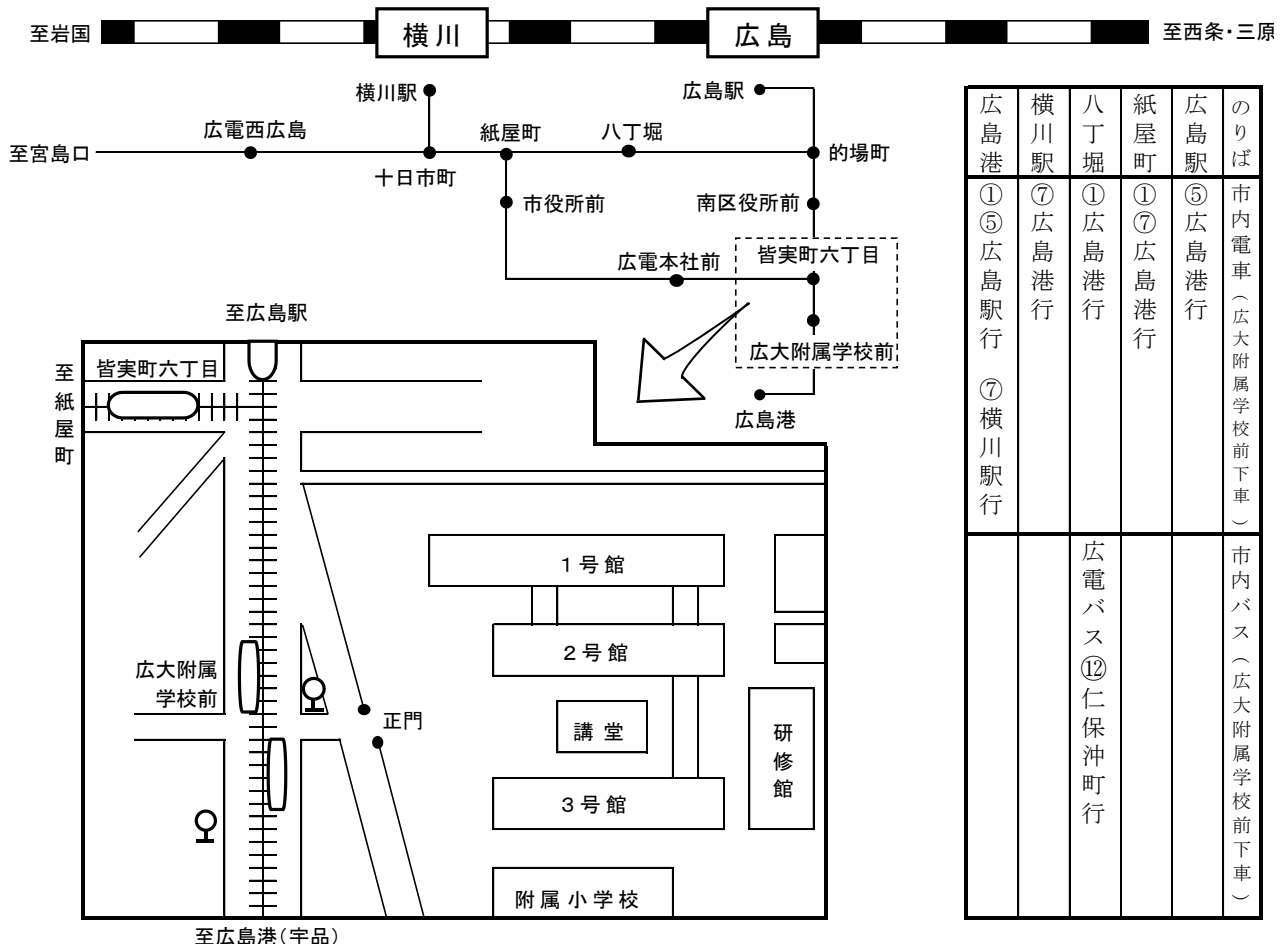 至岩国
横川
広島
至西条・三原
横川駅
広島駅
広電西広島
紙屋町
八丁堀
至宮島口
十日市町
的場町
市役所前
南区役所前
広電本社前
皆実町六丁目
広大附属学校前
広島港
至広島駅
皆実町六丁目
至紙屋町
1号館
2号館
広大附属
学校前
正門
講堂
研修館
3号館
附属小学校
至広島港(宇品)
のりば
市内電車(広大附属学校前下車)
市内バス(広大附属学校前下車)
広島駅
⑤広島港行
紙屋町
①⑦広島港行
八丁堀
①広島港行
広電バス⑫仁保沖町行
横川駅
⑦広島港行
広島港
①⑤広島駅行 ⑦横川駅行